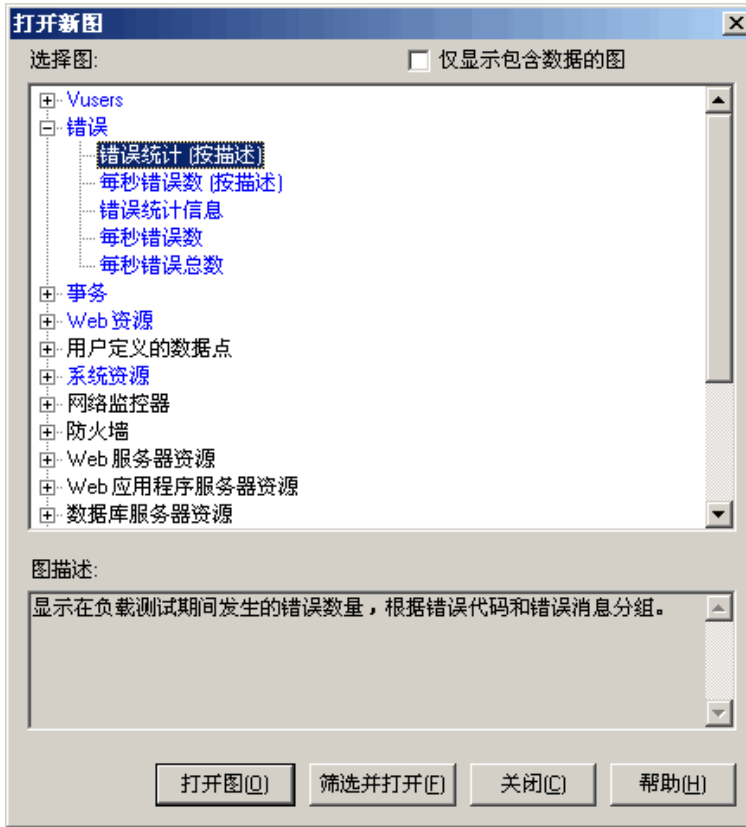 打开新图
选择图: 仅显示包含数据的图
Vusers
错误
错误统计 (按描述)
每秒错误数 (按描述)
错误统计信息
每秒错误数
每秒错误总数
事务
Web 资源
用户定义的数据点
系统资源
网络监控器
防火墙
Web 服务器资源
Web 应用程序服务器资源
数据库服务器资源
图描述:
显示在负载测试期间发生的错误数量，根据错误代码和错误消息分组。
打开图(O) 筛选并打开(F) 关闭(C) 帮助(H)